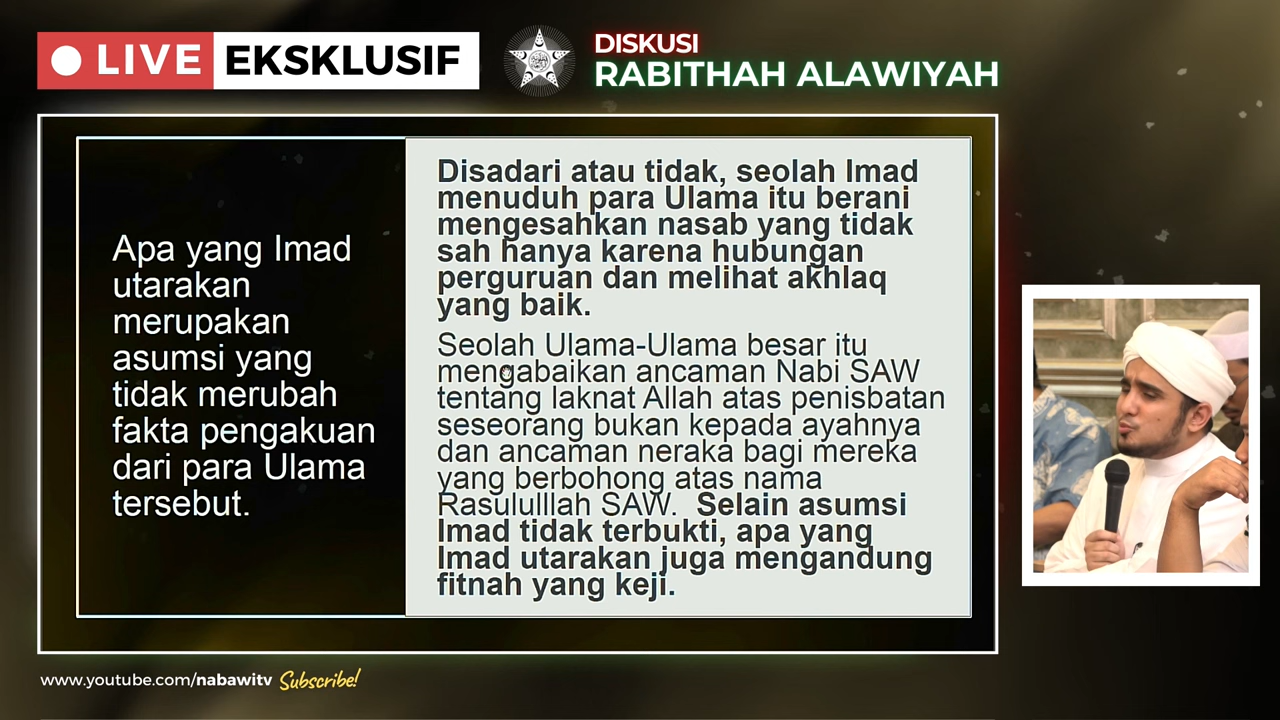 LIVE EKSKLUSIF
DISKUSI
RABITHAH ALAWIYAH
Apa yang Imad
utarakan
merupakan
asumsi yang
tidak merubah
fakta pengakuan
dari para Ulama
tersebut.
Disadari atau tidak, seolah Imad
menuduh para Ulama itu berani
mengesahkan nasab yang tidak
sah hanya karena hubungan
perguruan dan melihat akhlaq
yang baik.
Seolah Ulama-Ulama besar itu
mengabaikan ancaman Nabi SAW
tentang laknat Allah atas penisbatan
seseorang bukan kepada ayahnya
dan ancaman neraka bagi mereka
yang berbohong atas nama
Rasululllah SAW. Selain asumsi
Imad tidak terbukti, apa yang
Imad utarakan juga mengandung
fitnah yang keji.
www.youtube.com/nabawitv Subscribe!